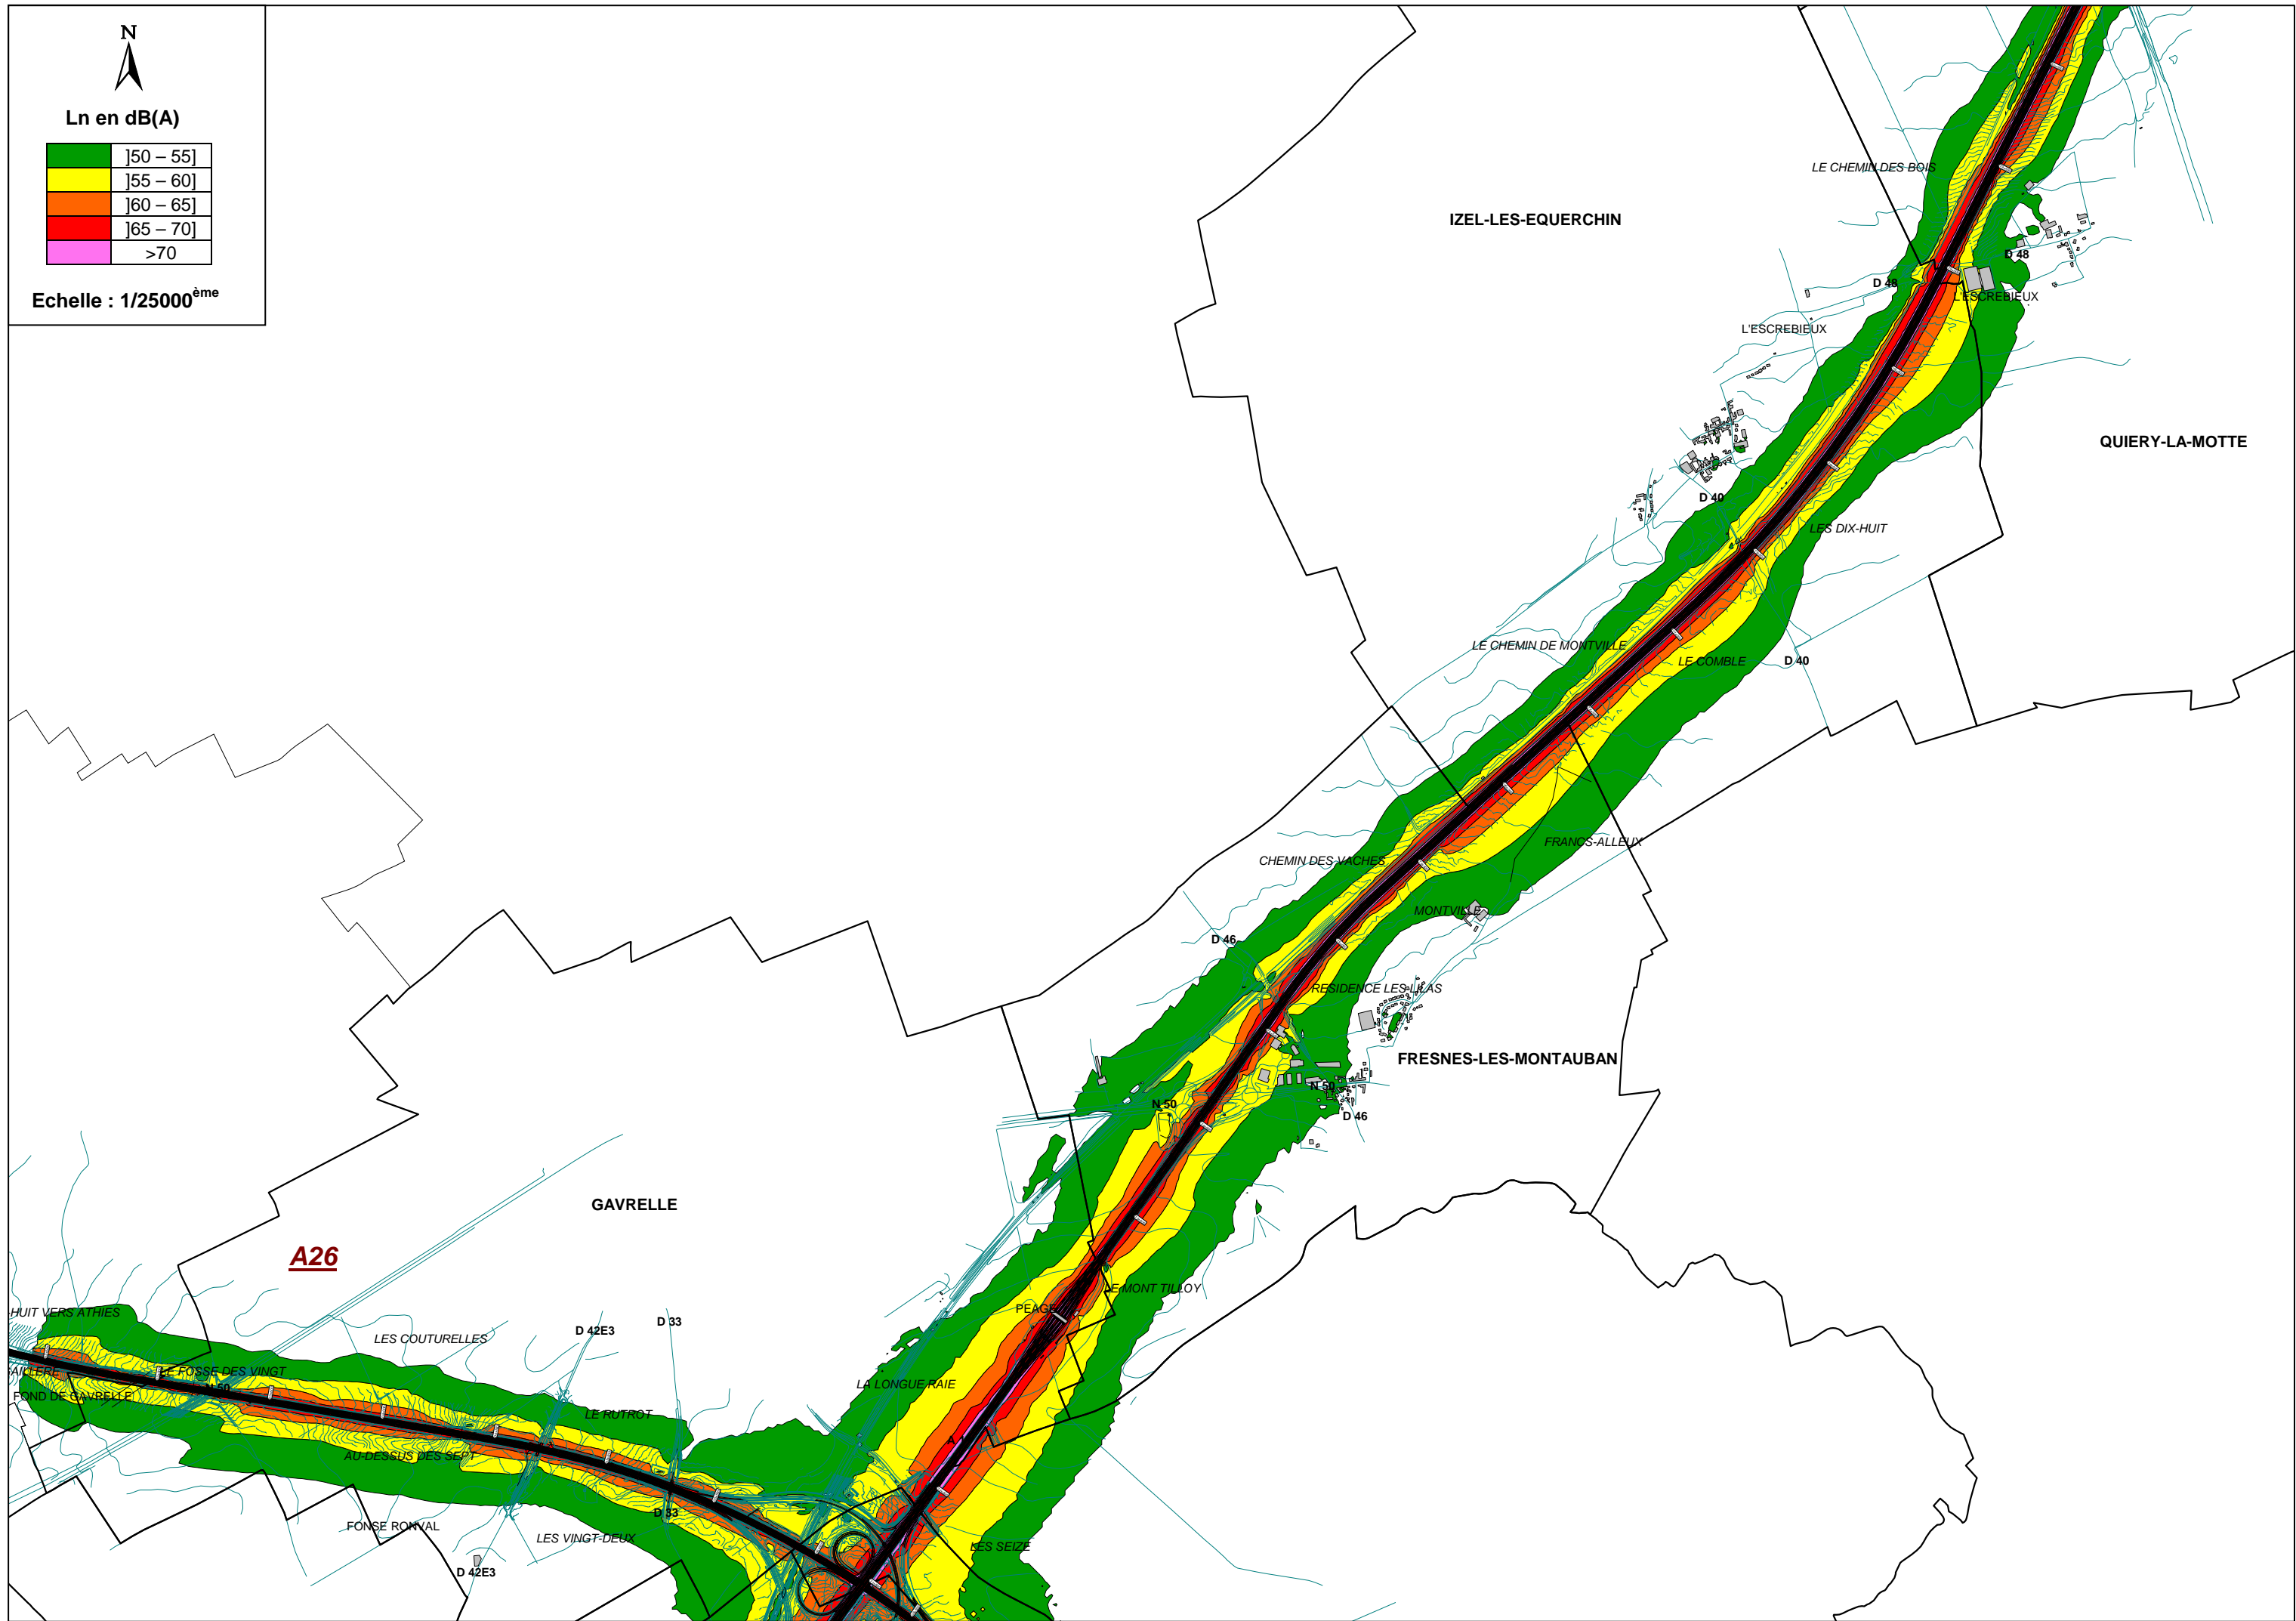 N
Ln en dB(A)
]50 – 55]
]55 – 60]
]60 – 65]
]65 – 70]
>70
Echelle : 1/25000ème
LE CHEMIN DES BOIS
IZEL-LES-EQUERCHIN
D 48
D 48
L'ESCREBIEUX
L'ESCREBIEUX
QUIERY-LA-MOTTE
D 40
LES DIX-HUIT
LE CHEMIN DE MONTVILLE
LE COMBLE
D 40
FRANCS-ALLEUX
CHEMIN DES VACHES
MONTVILLE
D 46
RESIDENCE LES LILAS
FRESNES-LES-MONTAUBAN
N 50
N 50
D 46
GAVRELLE
A26
LE MONT TILLOY
PEAGE
HUIT VERS ATHIES
D 33
D 42E3
LES COUTURELLES
AILLERE
LE FOSSE DES VINGT
LA LONGUE RAIE
N 50
FOND DE GAVRELLE
LE RUTROT
A 1
AU-DESSUS DES SEPT
D 33
FONSE RONVAL
LES VINGT-DEUX
LES SEIZE
D 42E3